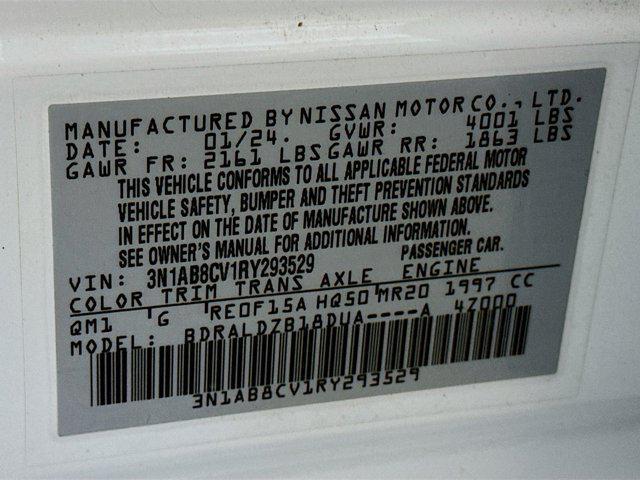 MANUFACTURED BY NISSAN MOTOR CO., LTD.
DATE: 01/24. GVWR: 4001 LBS
GAWR FR: 2161 LBS GAWR RR: 1863 LBS
THIS VEHICLE CONFORMS TO ALL APPLICABLE FEDERAL MOTOR
VEHICLE SAFETY, BUMPER AND THEFT PREVENTION STANDARDS
IN EFFECT ON THE DATE OF MANUFACTURE SHOWN ABOVE.
SEE OWNER'S MANUAL FOR ADDITIONAL INFORMATION.
VIN: 3N1AB8CV1RY293529 PASSENGER CAR.
COLOR TRIM TRANS AXLE ENGINE
QM1 G RE0F15A HQ50 MR20 1997 CC
MODEL: BDRALDZB18DUA----A 4Z000
3N1AB8CV1RY293529